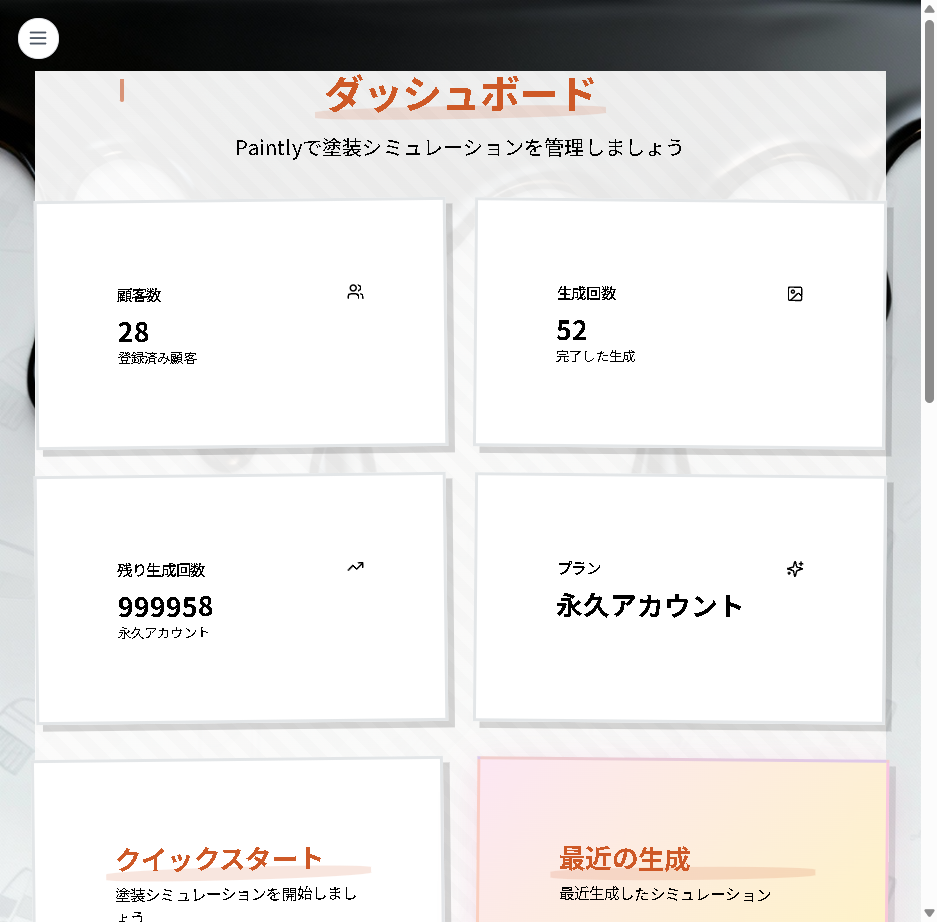 ダッシュボード
Paintlyで塗装シミュレーションを管理しましょう
顧客数
28
登録済み顧客
生成回数
52
完了した生成
残り生成回数
999958
永久アカウント
プラン
永久アカウント
クイックスタート
塗装シミュレーションを開始しまし
ょう
最近の生成
最近生成したシミュレーション